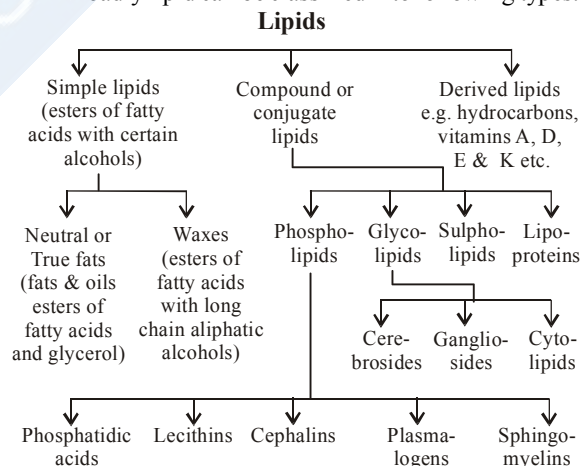 Lipids
Simple lipids
(esters of fatty
acids with certain
alcohols)
Compound or
conjugate
lipids
Derived lipids
e.g. hydrocarbons,
vitamins A, D,
E & K etc.
Neutral or
True fats
(fats & oils
esters of
fatty acids
and glycerol)
Waxes
(esters of
fatty acids
with long
chain aliphatic
alcohols)
Phospho-
lipids
Glyco-
lipids
Sulpho-
lipids
Lipo-
proteins
Cere-
brosides
Ganglio-
sides
Cyto-
lipids
Phosphatidic
acids
Lecithins
Cephalins
Plasma-
logens
Sphingo-
myelins